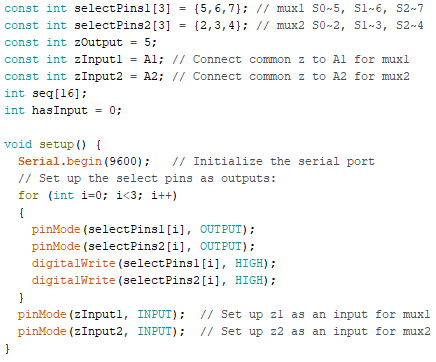 const int selectPins1[3] = {5,6,7}; // mux1 S0~5, S1~6, S2~7
const int selectPins2[3] = {2,3,4}; // mux2 S0~2, S1~3, S2~4
const int zOutput = 5;
const int zInput1 = A1; // Connect common z to A1 for mux1
const int zInput2 = A2; // Connect common z to A2 for mux2
int seq[16];
int hasInput = 0;

void setup() {
  Serial.begin(9600);   // Initialize the serial port
  // Set up the select pins as outputs:
  for (int i=0; i<3; i++)
  {
    pinMode(selectPins1[i], OUTPUT);
    pinMode(selectPins2[i], OUTPUT);
    digitalWrite(selectPins1[i], HIGH);
    digitalWrite(selectPins2[i], HIGH);
  }
  pinMode(zInput1, INPUT);  // Set up z1 as an input for mux1
  pinMode(zInput2, INPUT);  // Set up z2 as an input for mux2
}